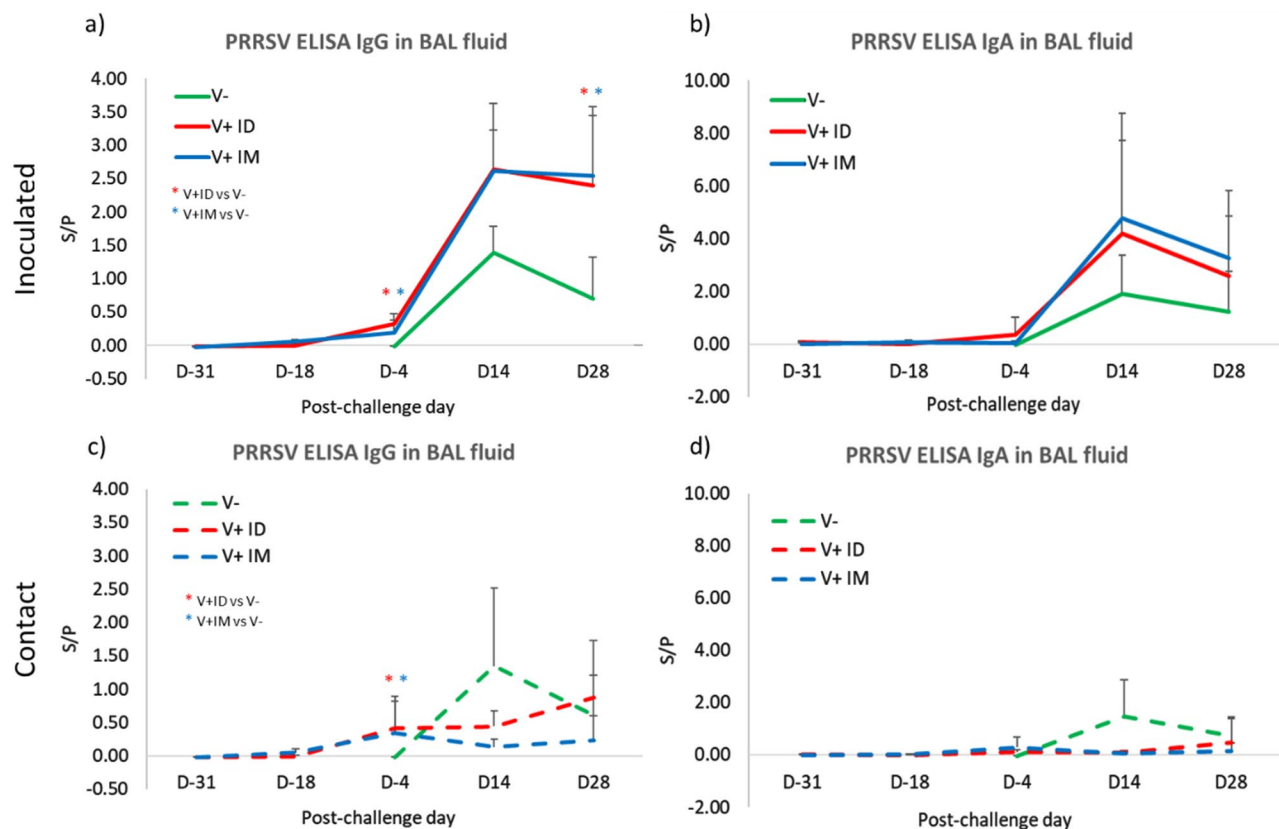 a)
PRRSV ELISA IgG in BAL fluid
Inoculated
S/P
4.00
3.50
3.00
2.50
2.00
1.50
1.00
0.50
0.00
-0.50
V-
V+ ID
V+ IM
* V+ID vs V-
* V+IM vs V-
* *
* *
D-31 D-18 D-4 D14 D28
Post-challenge day
b)
PRRSV ELISA IgA in BAL fluid
S/P
10.00
8.00
6.00
4.00
2.00
0.00
-2.00
V-
V+ ID
V+ IM
D-31 D-18 D-4 D14 D28
Post-challenge day
c)
PRRSV ELISA IgG in BAL fluid
Contact
S/P
4.00
3.50
3.00
2.50
2.00
1.50
1.00
0.50
0.00
-0.50
V-
V+ ID
V+ IM
* V+ID vs V-
* V+IM vs V-
* *
D-31 D-18 D-4 D14 D28
Post-challenge day
d)
PRRSV ELISA IgA in BAL fluid
S/P
10.00
8.00
6.00
4.00
2.00
0.00
-2.00
V-
V+ ID
V+ IM
D-31 D-18 D-4 D14 D28
Post-challenge day